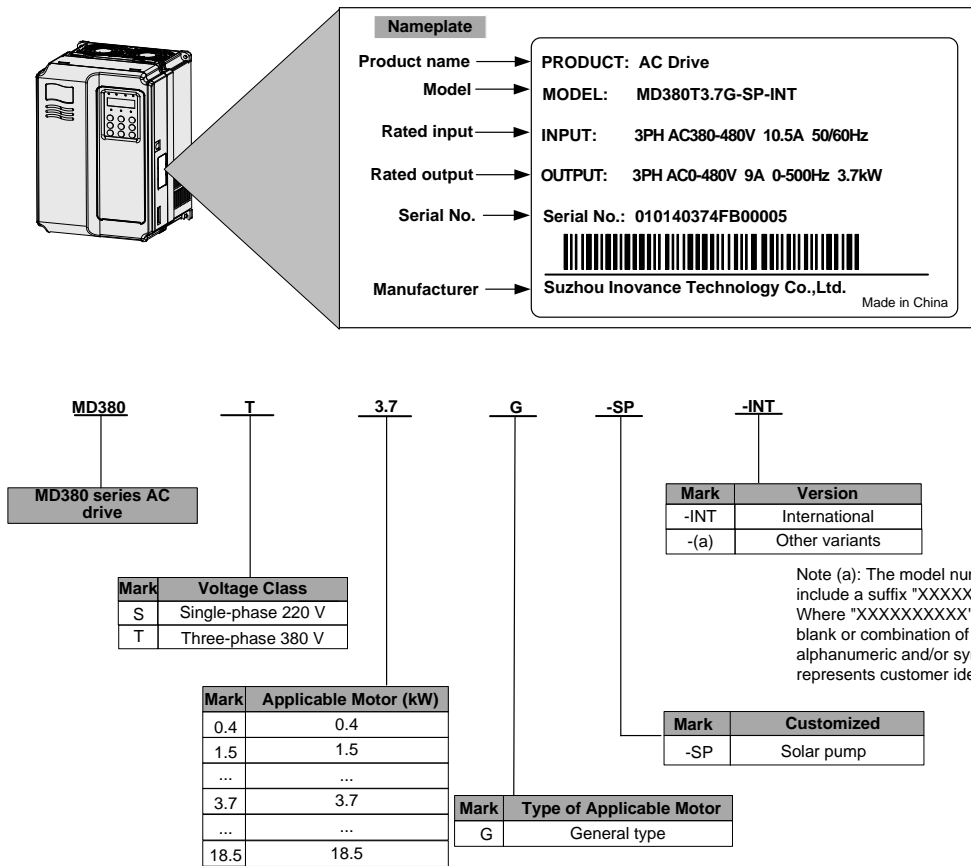 Nameplate
Product name
PRODUCT: AC Drive
Model
MODEL: MD380T3.7G-SP-INT
Rated input
INPUT: 3PH AC380-480V 10.5A 50/60Hz
Rated output
OUTPUT: 3PH AC0-480V 9A 0-500Hz 3.7kW
Serial No.
Serial No.: 010140374FB00005
Manufacturer
Suzhou Inovance Technology Co.,Ltd.
Made in China
MD380 T 3.7 G -SP -INT
MD380 series AC
drive
Mark Version
-INT International
-(a) Other variants
Note (a): The model
include a suffix "XXXXX
Where "XXXXXXXXXX"
blank or combination of
alphanumeric and/or
represents customer
Mark Voltage Class
S Single-phase 220 V
T Three-phase 380 V
Mark Applicable Motor (kW)
0.4 0.4
1.5 1.5
... ...
3.7 3.7
... ...
18.5 18.5
Mark Customized
-SP Solar pump
Mark Type of Applicable Motor
G General type